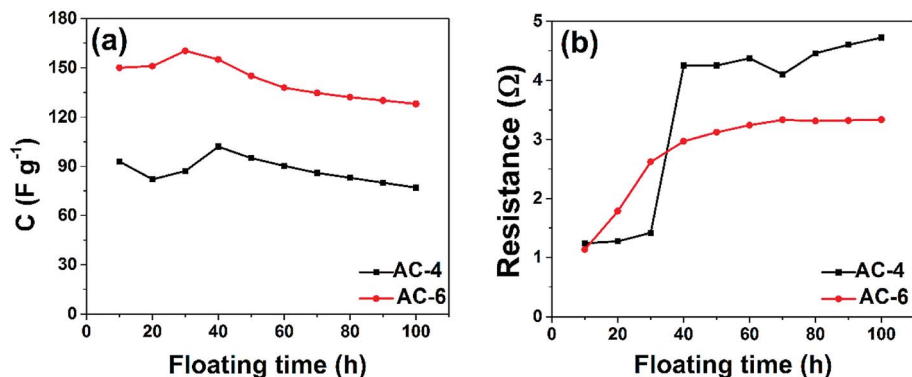 (a)
C (F g⁻¹)
180
150
120
90
60
30
0
0 20 40 60 80 100
Floating time (h)
AC-4
AC-6
(b)
Resistance (Ω)
5
4
3
2
1
0
0 20 40 60 80 100
Floating time (h)
AC-4
AC-6